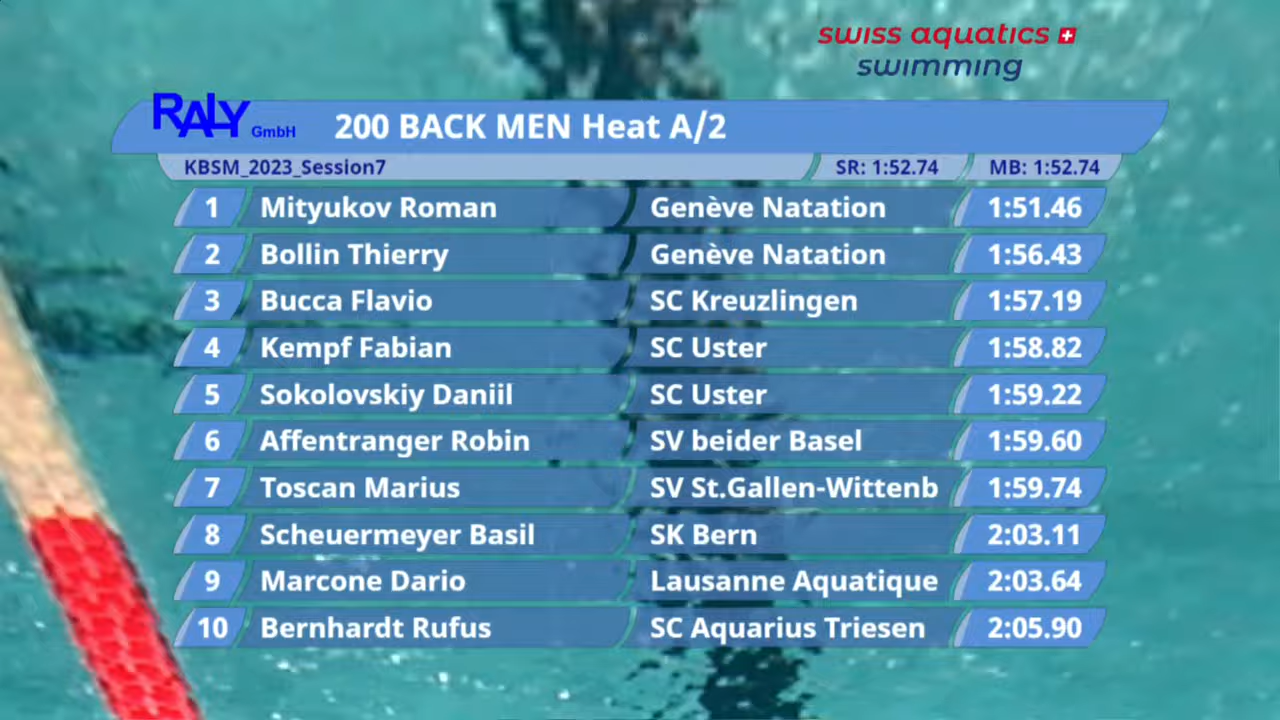 swiss aquatics
swimming
RALY GmbH 200 BACK MEN Heat A/2
KBSM_2023_Session7 SR: 1:52.74 MB: 1:52.74
1 Mityukov Roman Genève Natation 1:51.46
2 Bollin Thierry Genève Natation 1:56.43
3 Bucca Flavio SC Kreuzlingen 1:57.19
4 Kempf Fabian SC Uster 1:58.82
5 Sokolovskiy Daniil SC Uster 1:59.22
6 Affentranger Robin SV beider Basel 1:59.60
7 Toscan Marius SV St.Gallen-Wittenb 1:59.74
8 Scheuermeyer Basil SK Bern 2:03.11
9 Marcone Dario Lausanne Aquatique 2:03.64
10 Bernhardt Rufus SC Aquarius Triesen 2:05.90